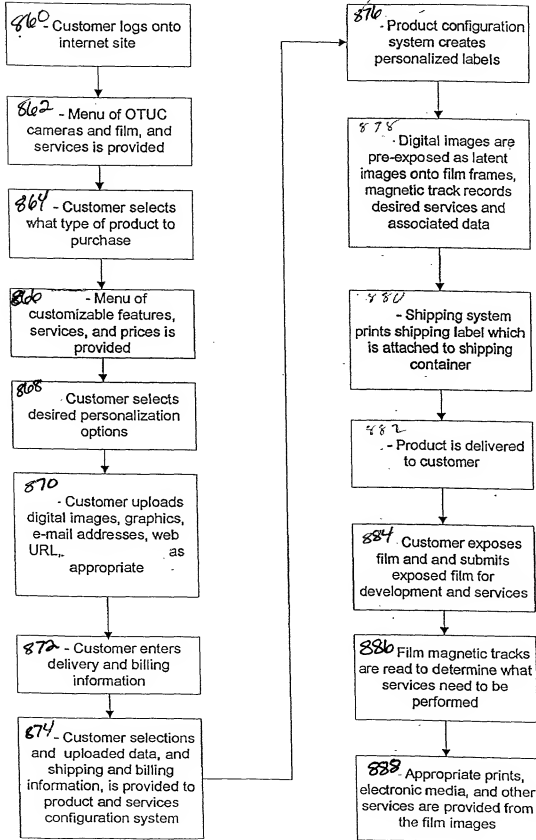 860 - Customer logs onto
internet site
862 - Menu of OTUC
cameras and film, and
services is provided
864 - Customer selects
what type of product to
purchase
866 - Menu of
customizable features,
services, and prices is
provided
868 Customer selects
desired personalization
options
870
- Customer uploads
digital images, graphics,
e-mail addresses, web
URL, as
appropriate
872 - Customer enters
delivery and billing
information
874 - Customer selections
and uploaded data, and
shipping and billing
information, is provided to
product and services
configuration system
876 - Product configuration
system creates
personalized labels
878
- Digital images are
pre-exposed as latent
images onto film frames,
magnetic track records
desired services and
associated data
880
- Shipping system
prints shipping label which
is attached to shipping
container
882
- Product is delivered
to customer
884 Customer exposes
film and and submits
exposed film for
development and services
886 Film magnetic tracks
are read to determine what
services need to be
performed
888 - Appropriate prints,
electronic media, and other
services are provided from
the film images